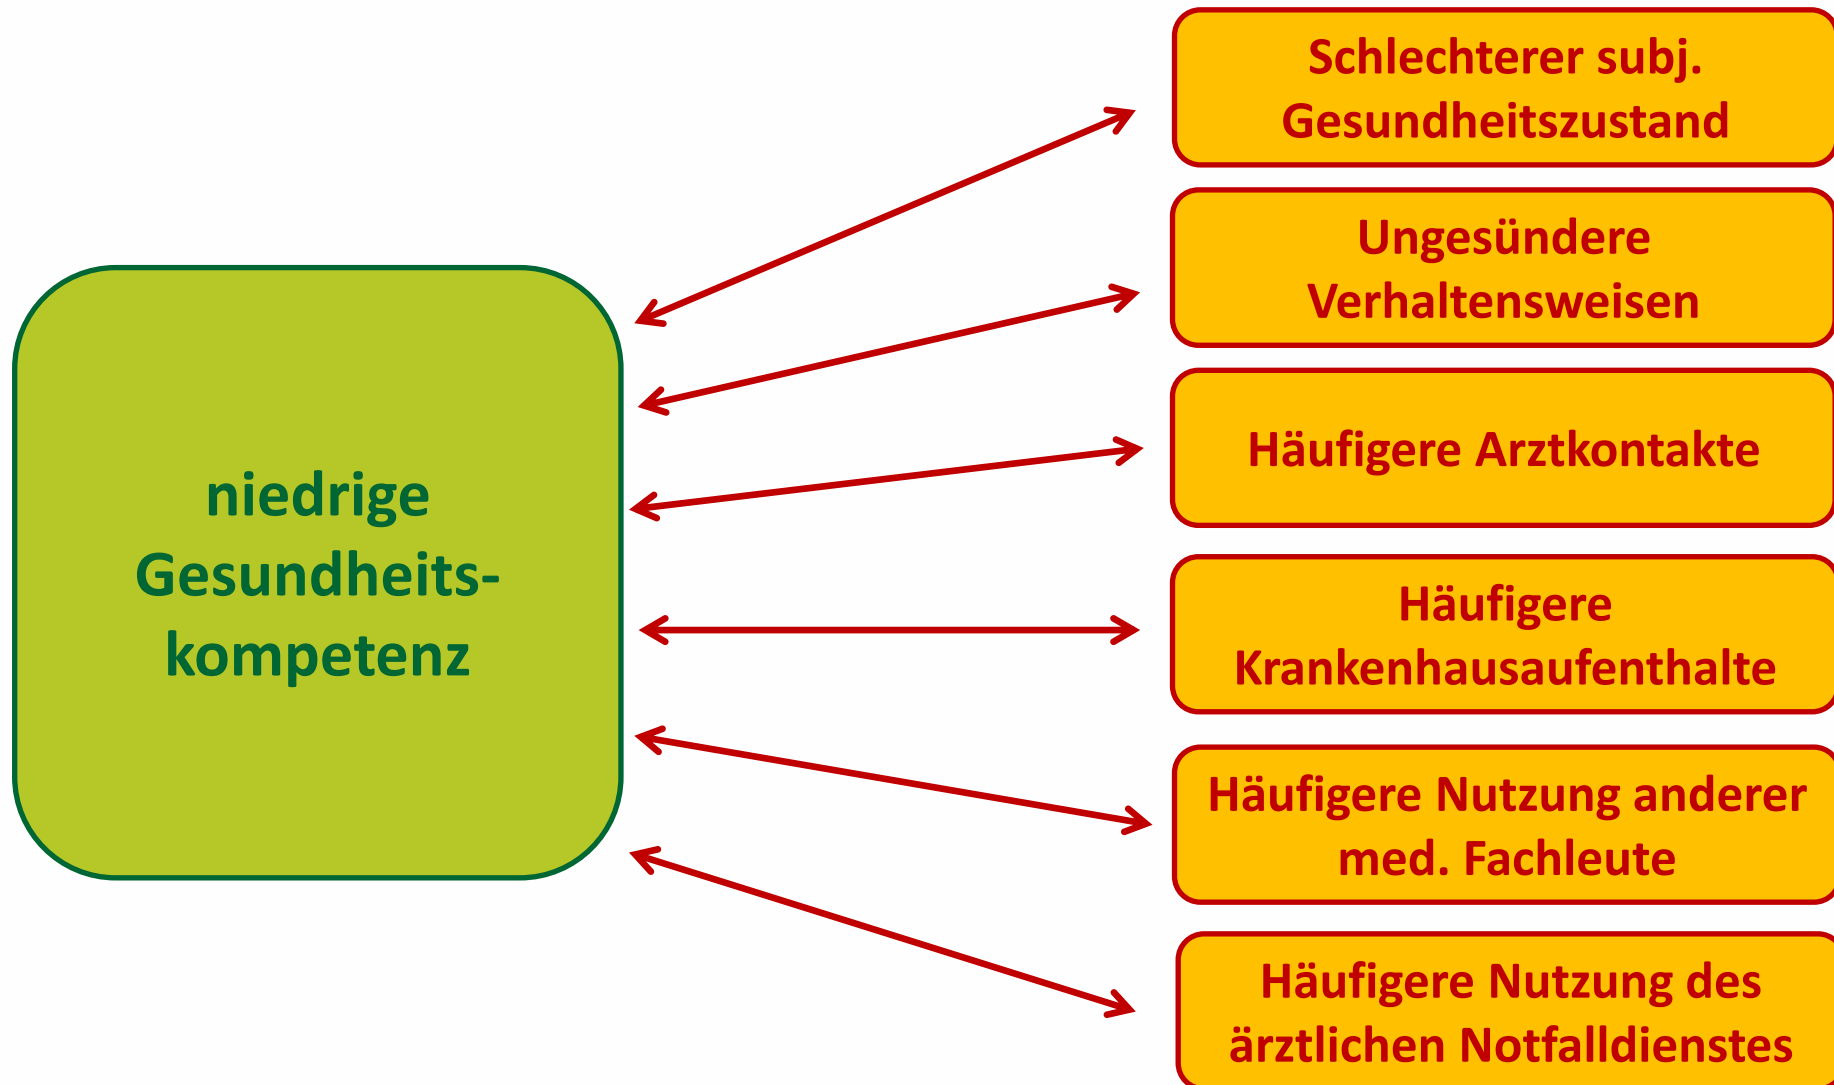 niedrige
Gesundheits-
kompetenz
Schlechterer subj.
Gesundheitszustand
Ungesündere
Verhaltensweisen
Häufigere Arztkontakte
Häufigere
Krankenhausaufenthalte
Häufigere Nutzung anderer
med. Fachleute
Häufigere Nutzung des
ärztlichen Notfalldienstes